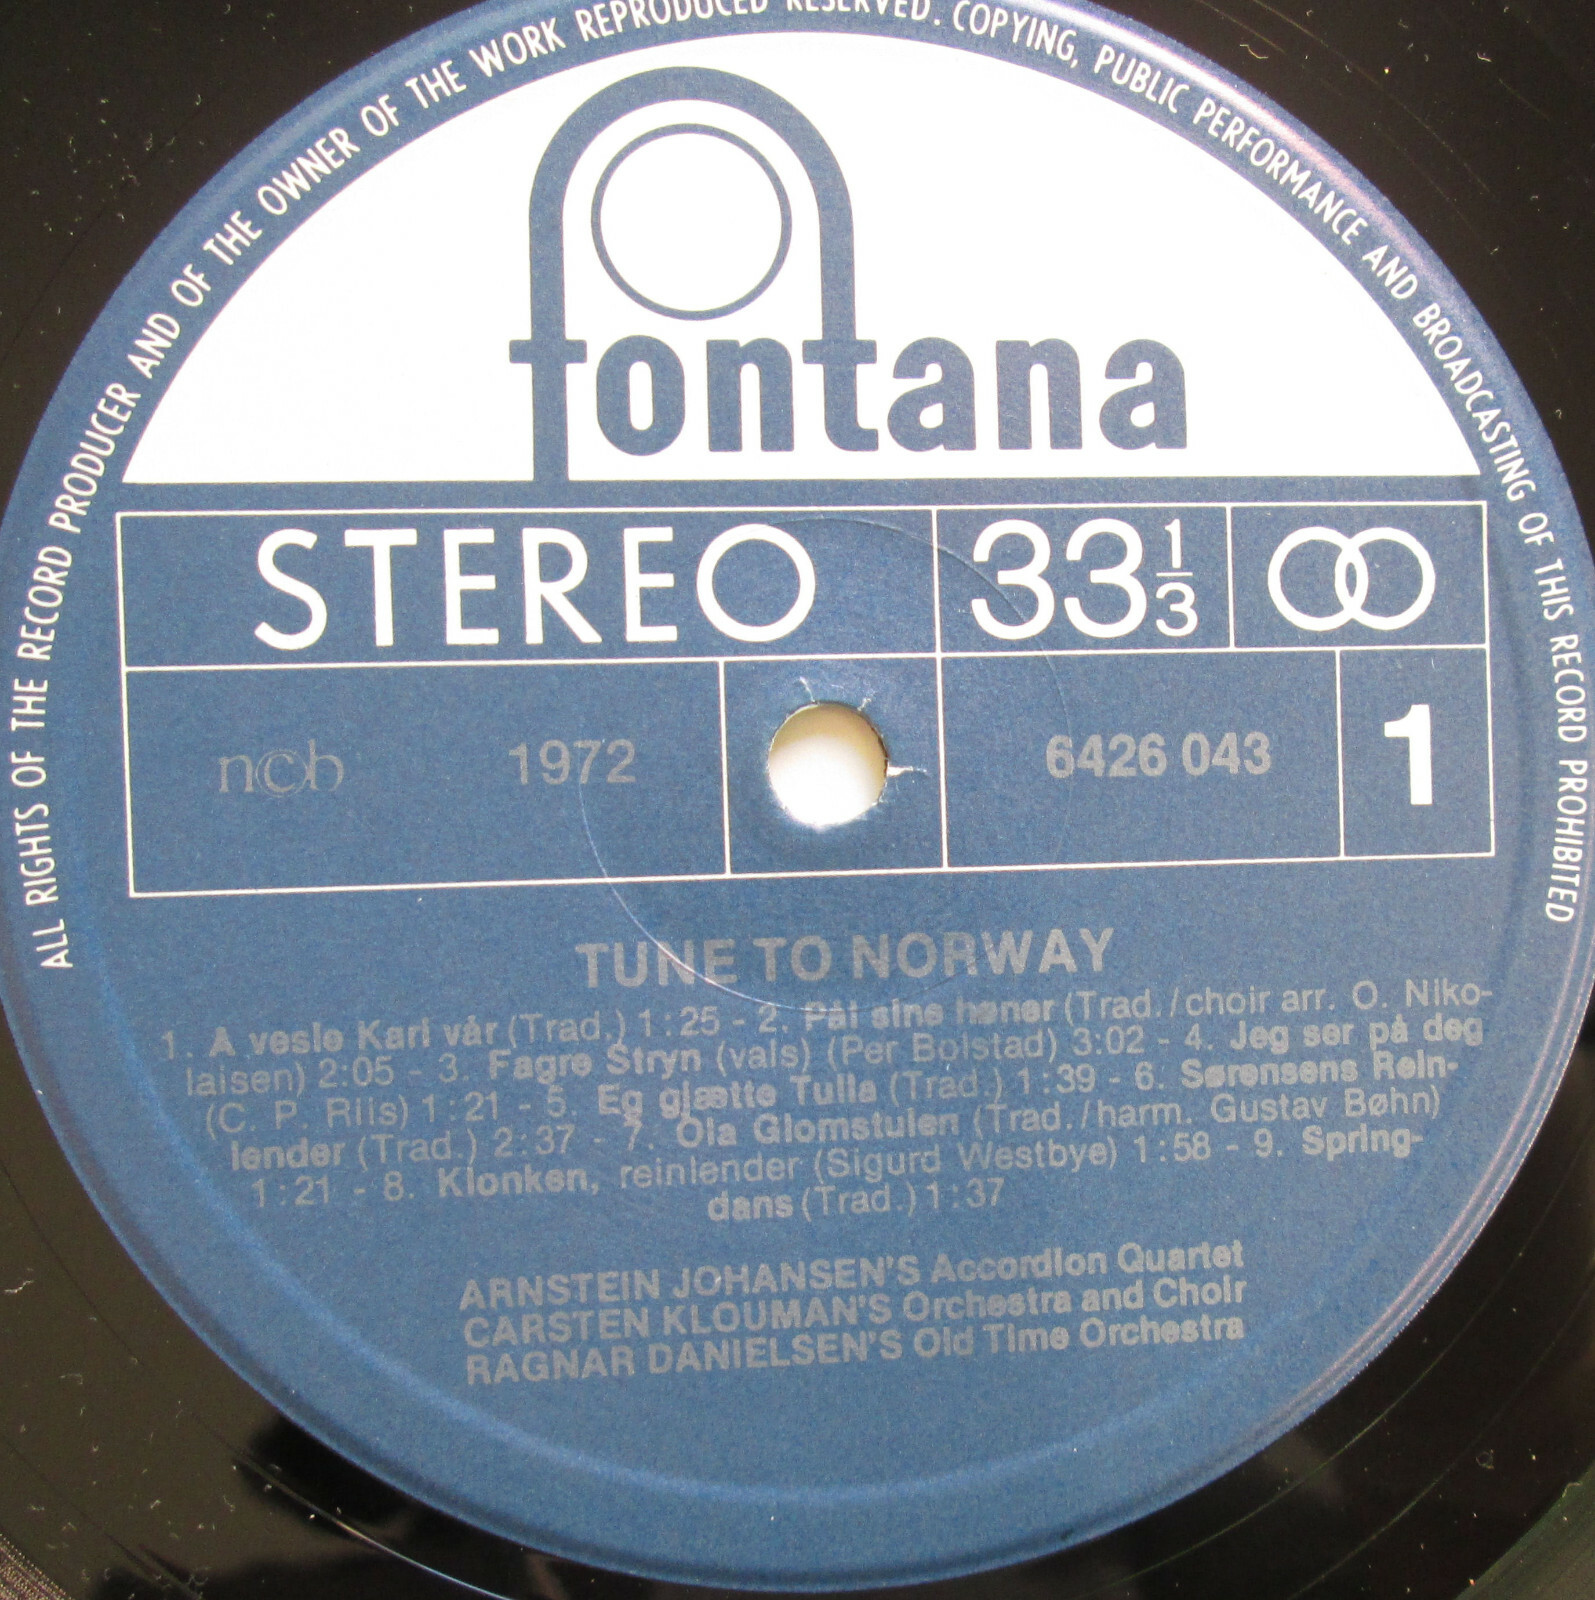 ALL RIGHTS OF THE RECORD PRODUCER AND OF THE OWNER OF THE WORK REPRODUCED RESERVED. COPYING, PUBLIC PERFORMANCE AND BROADCASTING OF THIS RECORD PROHIBITED
fontana
STEREO 33 1/3
n©b 1972 6426 043 1
TUNE TO NORWAY
1. Å vesle Karl vår (Trad.) 1:25 - 2. Pål sine høner (Trad./choir arr. O. Niko-
laisen) 2:05 - 3. Fagre Stryn (vals) (Per Bolstad) 3:02 - 4. Jeg ser på deg
(C. P. Riis) 1:21 - 5. Eg glætte Tulla (Trad.) 1:39 - 6. Sørensens Rein-
lender (Trad.) 2:37 - 7. Ola Glomstulen (Trad./harm. Gustav Bøhn)
1:21 - 8. Klonken, reinlender (Sigurd Westbye) 1:58 - 9. Spring-
dans (Trad.) 1:37
ARNSTEIN JOHANSEN'S Accordion Quartet
CARSTEN KLOUMAN'S Orchestra and Choir
RAGNAR DANIELSEN'S Old Time Orchestra